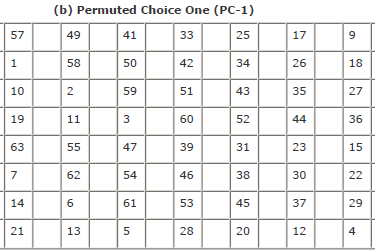 (b) Permuted Choice One (PC-1)
57 49 41 33 25 17 9
1 58 50 42 34 26 18
10 2 59 51 43 35 27
19 11 3 60 52 44 36
63 55 47 39 31 23 15
7 62 54 46 38 30 22
14 6 61 53 45 37 29
21 13 5 28 20 12 4